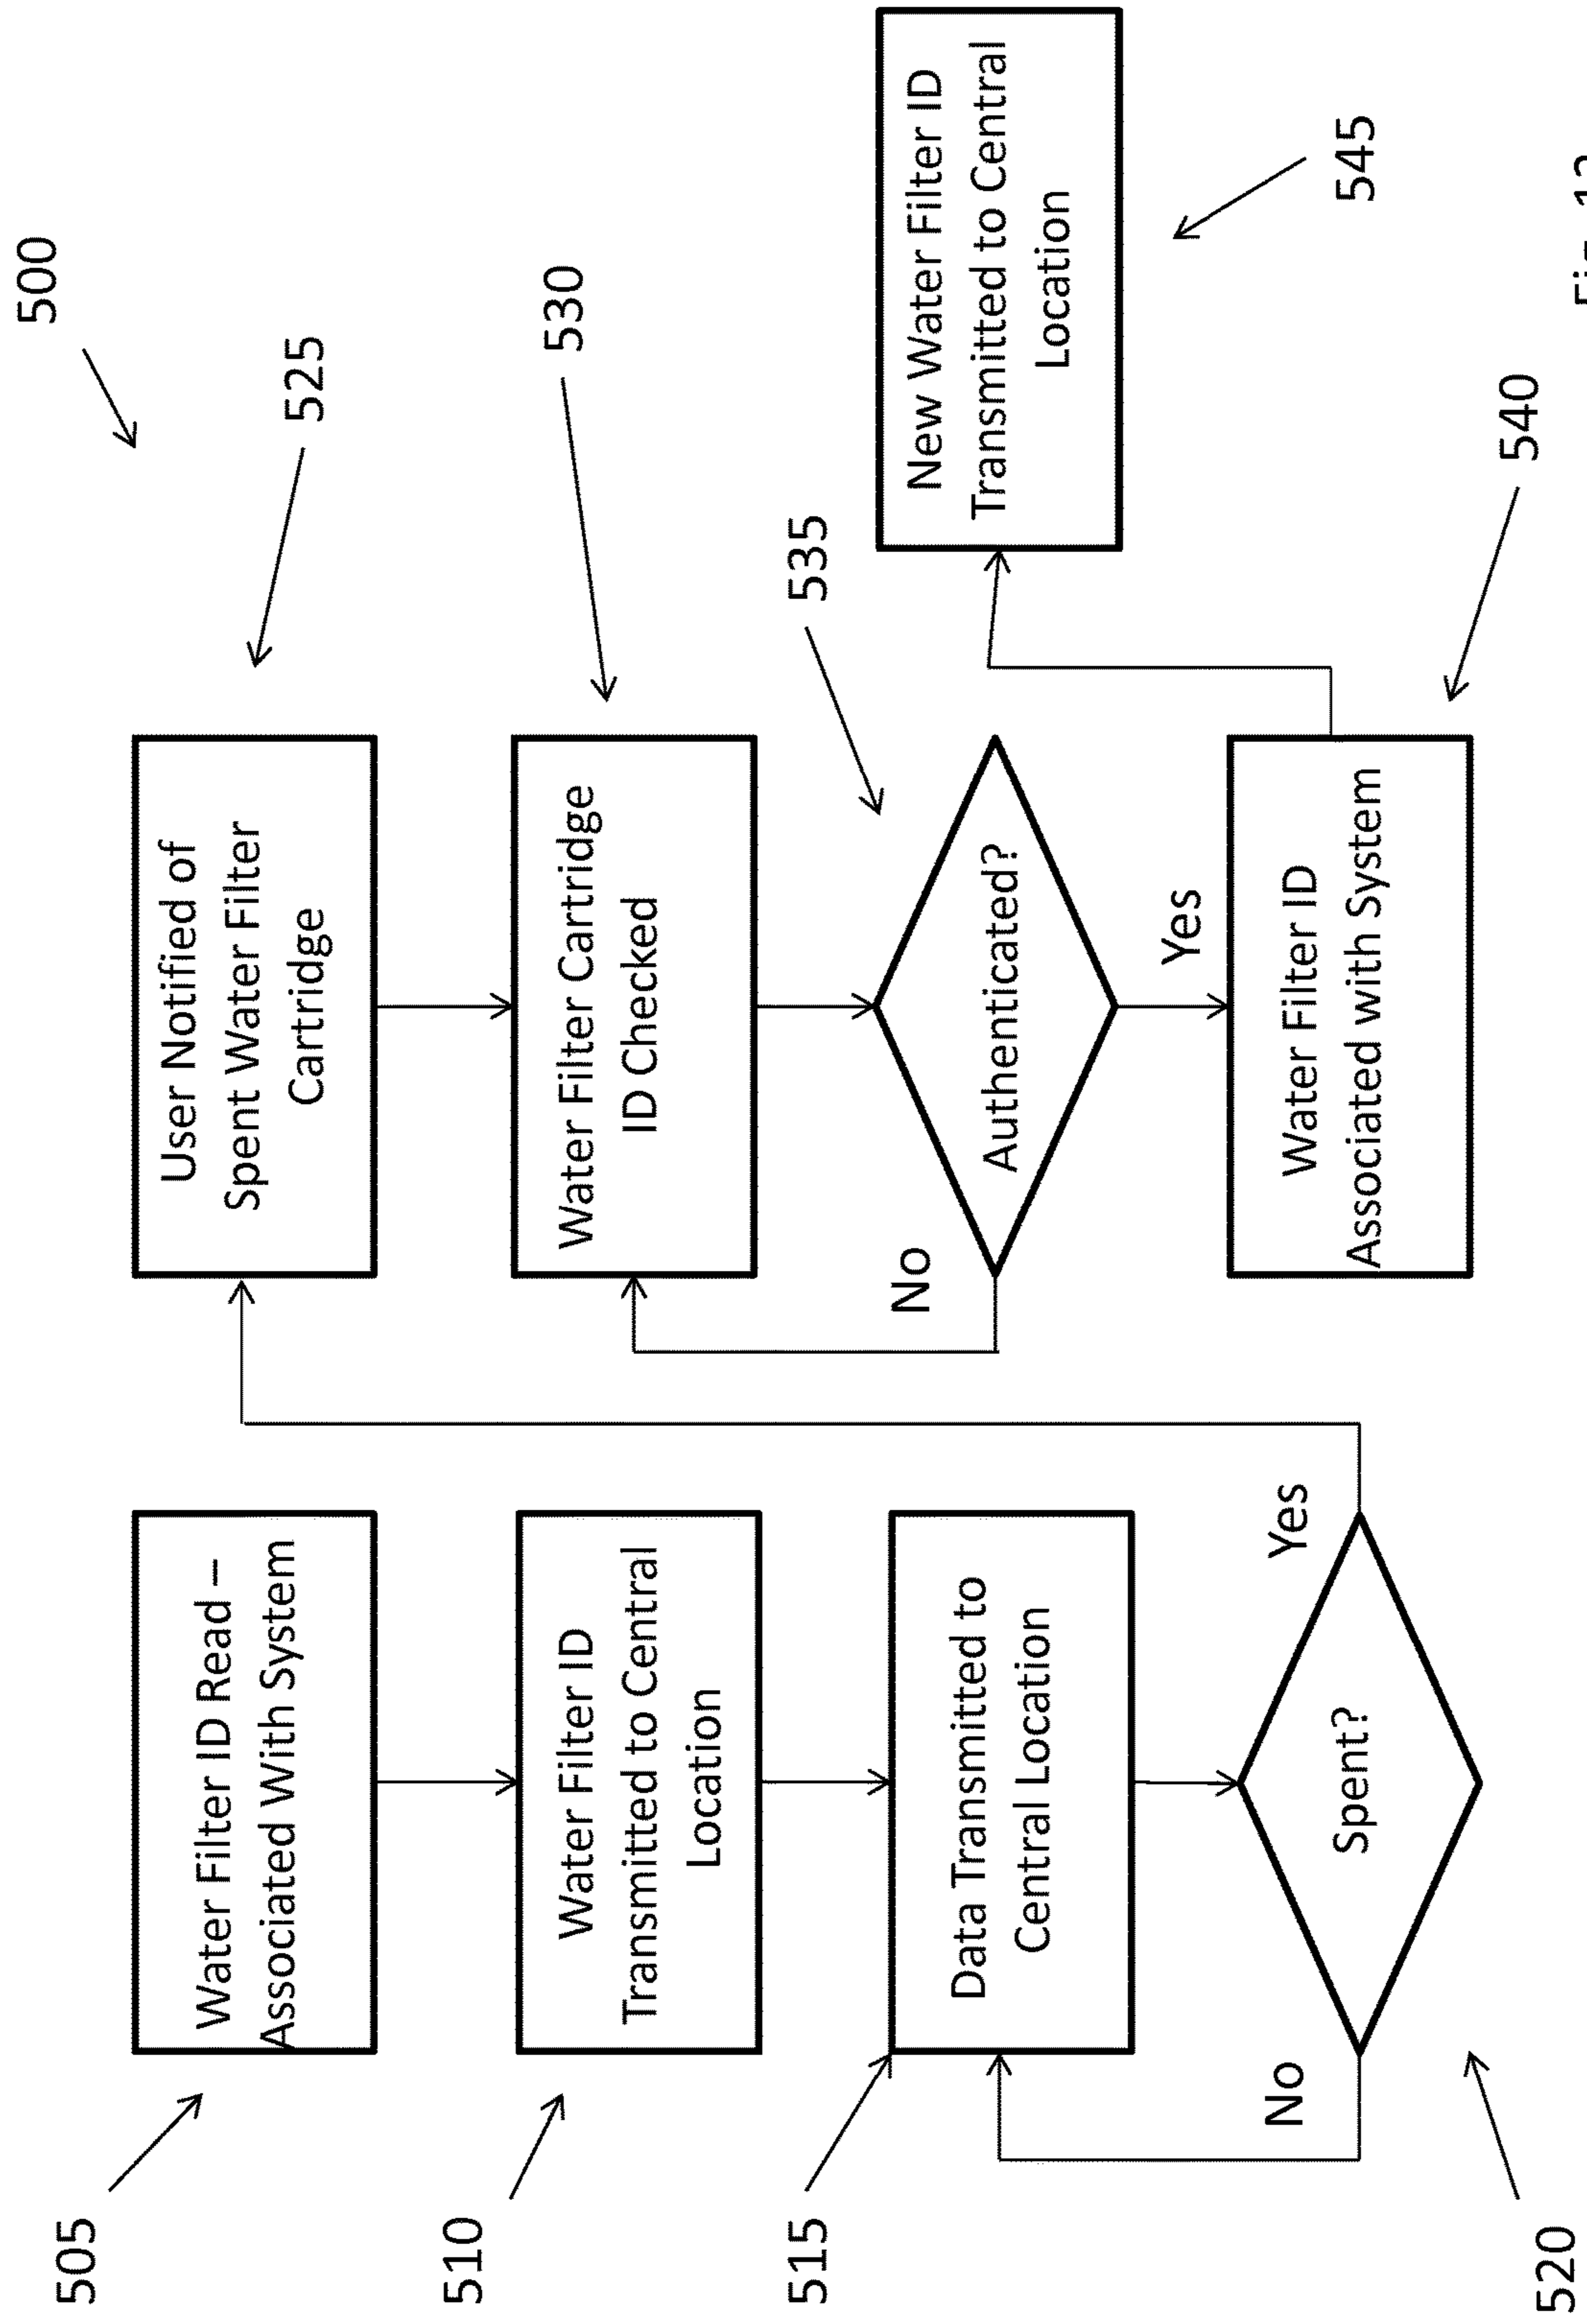 500
505
Water Filter ID Read –
Associated With System
510
Water Filter ID
Transmitted to Central
Location
515
Data Transmitted to
Central Location
520
Spent?
No
Yes
525
User Notified of
Spent Water Filter
Cartridge
530
Water Filter Cartridge
ID Checked
535
Authenticated?
No
Yes
540
Water Filter ID
Associated with System
545
New Water Filter ID
Transmitted to Central
Location